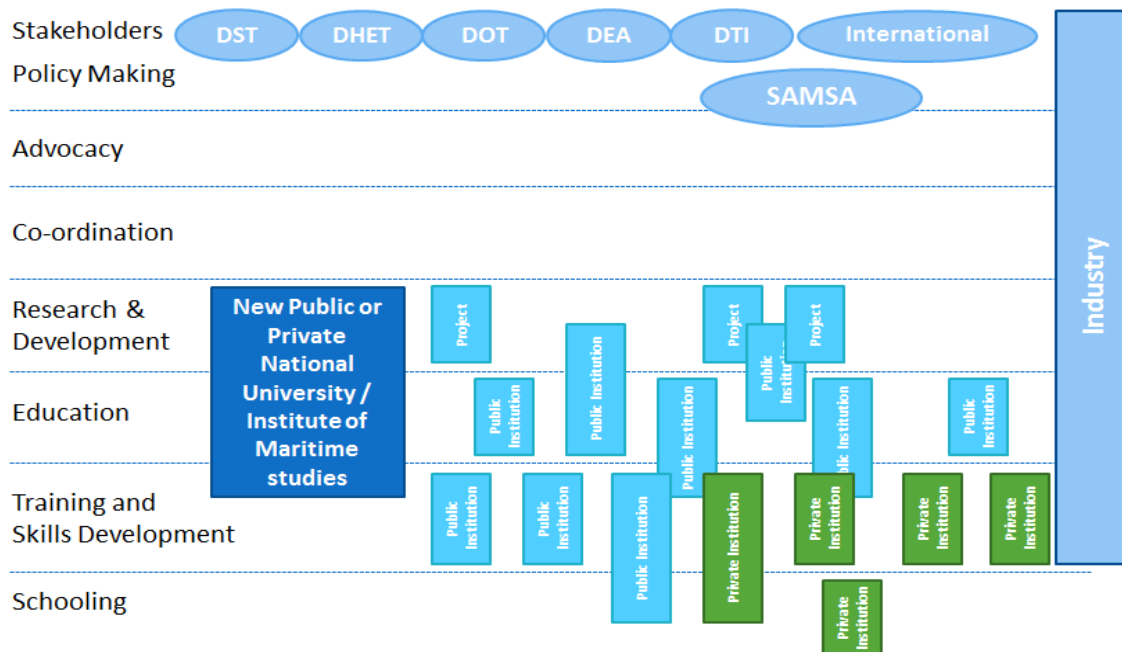 Stakeholders
Policy Making
DST
DHET
DOT
DEA
DTI
International
SAMSA
Industry
Advocacy
Co-ordination
Research &
Development
New Public or
Private
National
University /
Institute of
Maritime
studies
Project
Project
Project
Public Institution
Public
Institution
Education
Public
Institution
Public Institution
Public Institution
Public
Institution
Training and
Skills Development
Public
Institution
Public
Institution
Public Institution
Private Institution
Private
Institution
Private
Institution
Private
Institution
Schooling
Private
Institution